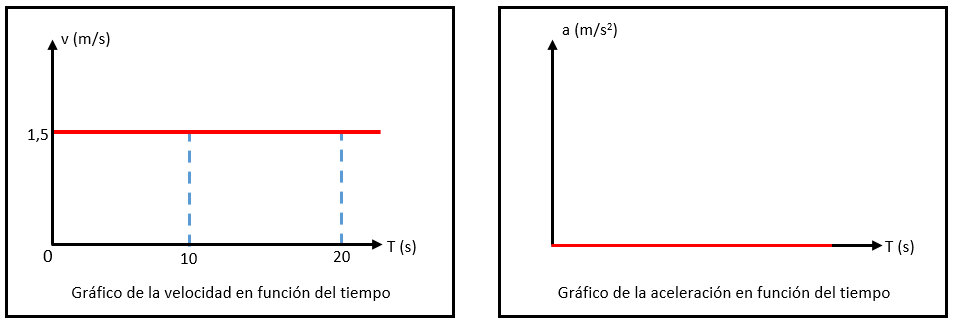 v (m/s)
1,5
0
10
20
T (s)
Gráfico de la velocidad en función del tiempo
a (m/s²)
T (s)
Gráfico de la aceleración en función del tiempo